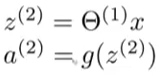 z⁽²⁾ = Θ⁽¹⁾x
a⁽²⁾ = g(z⁽²⁾)